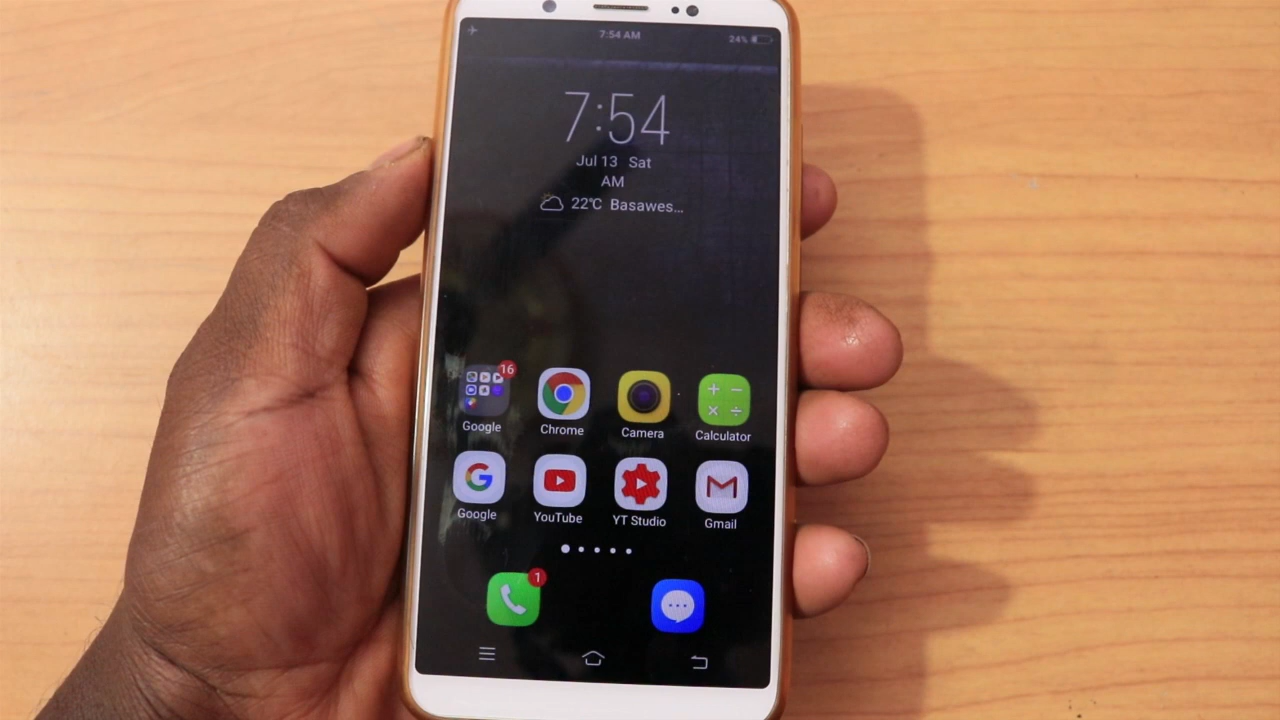 7:54 AM
24%
7:54
Jul 13 Sat
AM
22°C Basawes...
16
Google
Chrome
Camera
Calculator
Google
YouTube
YT Studio
Gmail
1